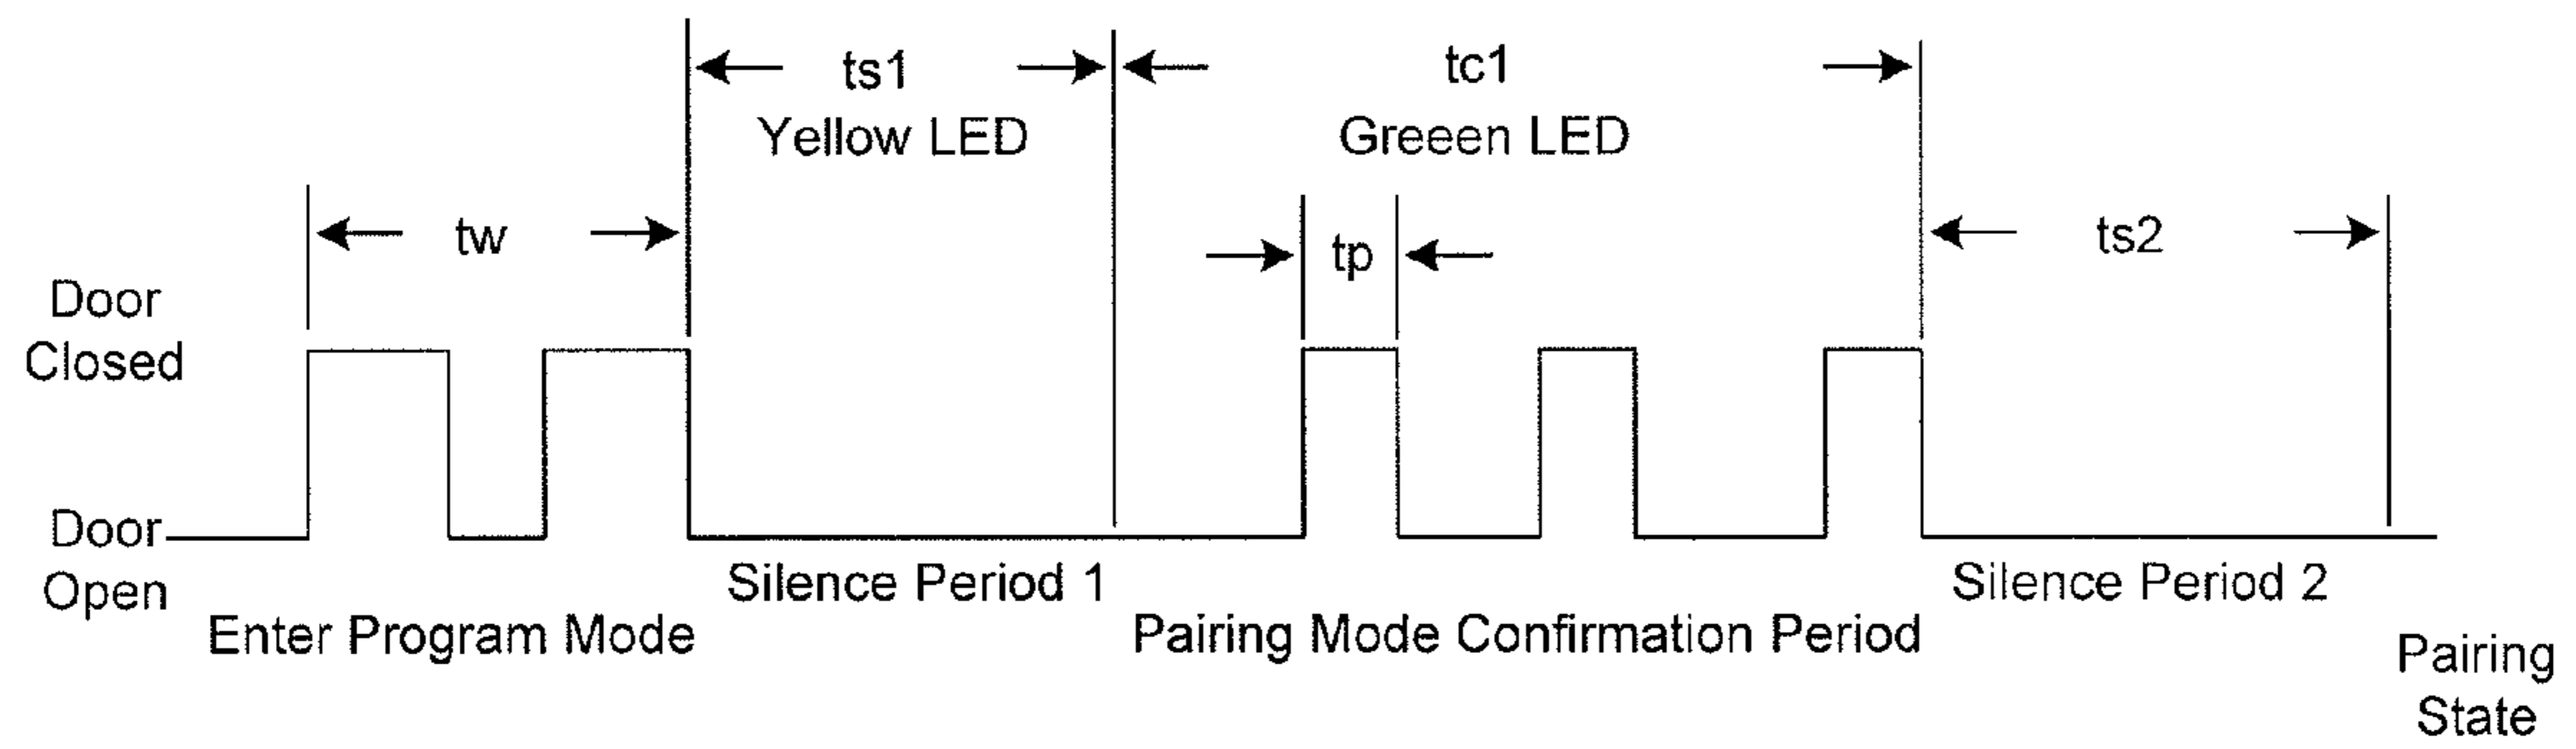 ts1
tc1
Yellow LED
Greeen LED
tw
tp
ts2
Door
Closed
Door
Open
Silence Period 1
Silence Period 2
Enter Program Mode
Pairing Mode Confirmation Period
Pairing
State